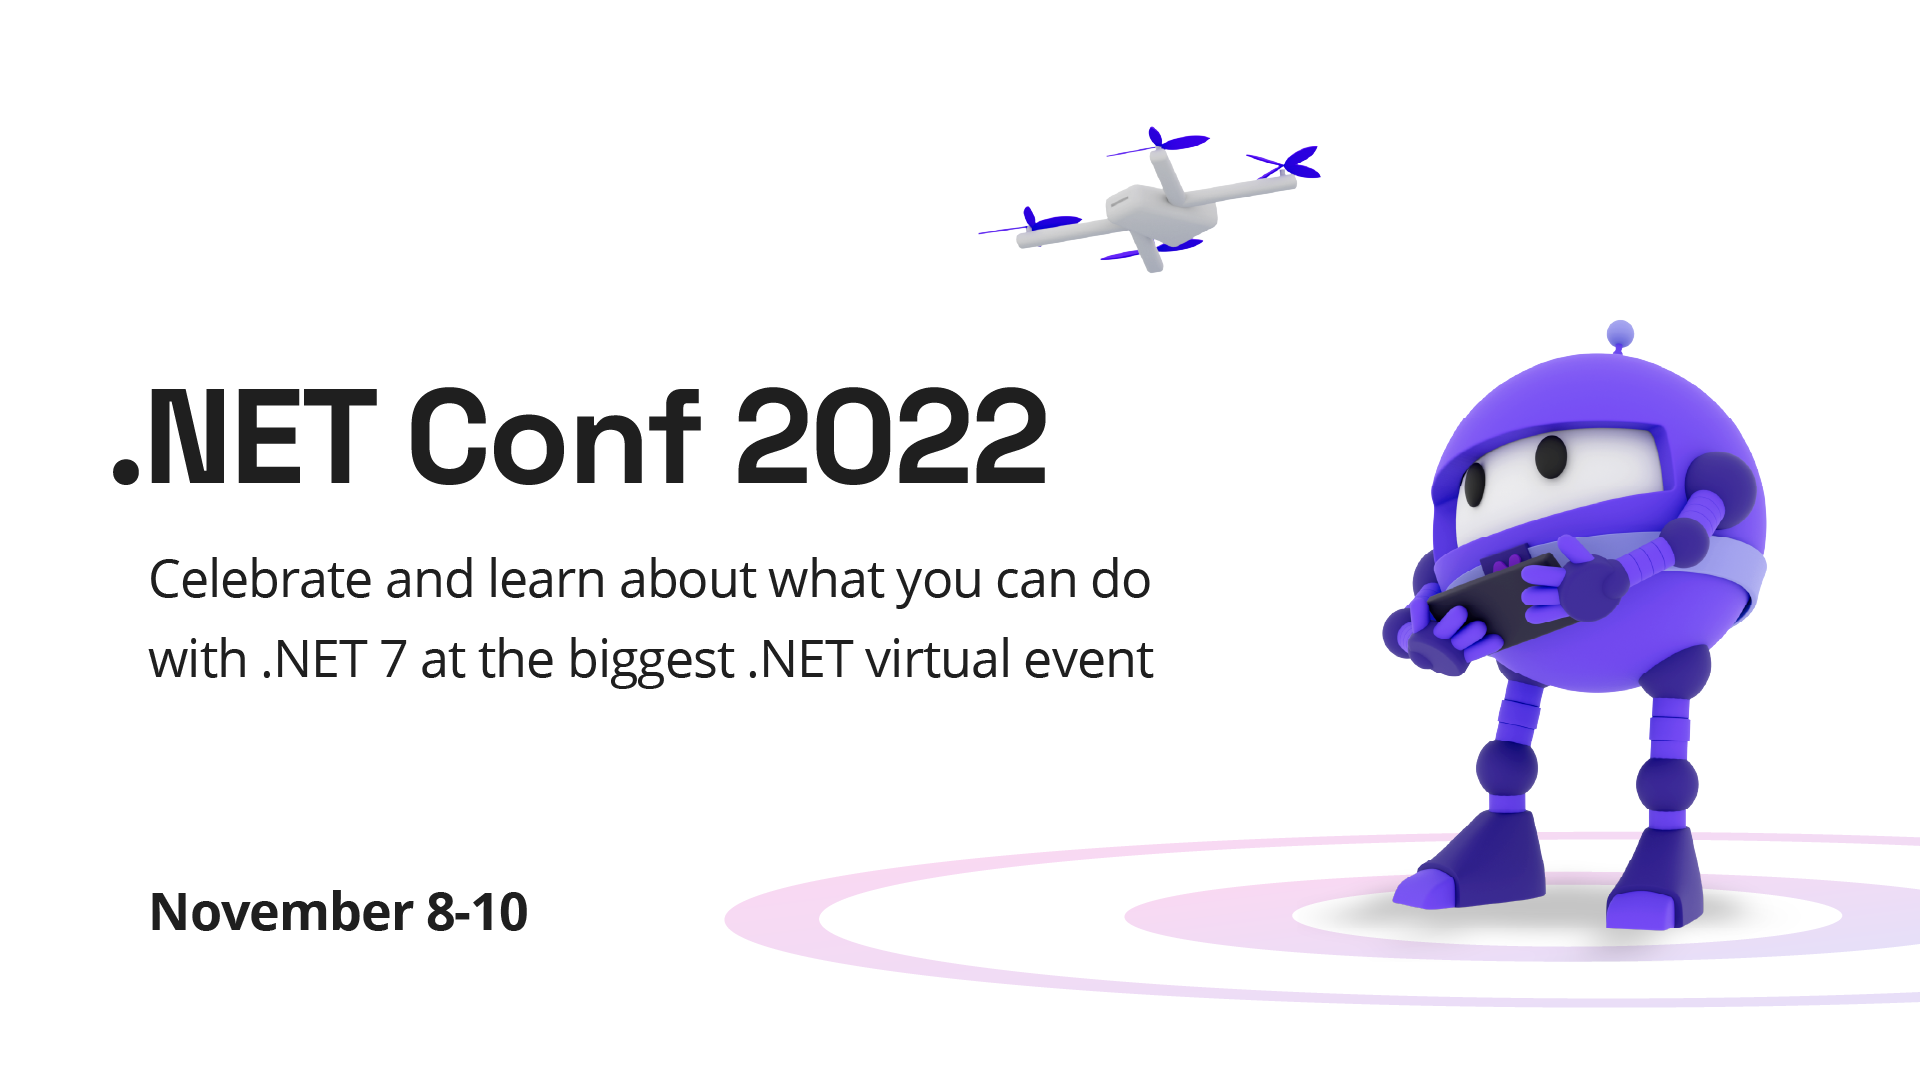 .NET Conf 2022
Celebrate and learn about what you can do
with .NET 7 at the biggest .NET virtual event
November 8-10